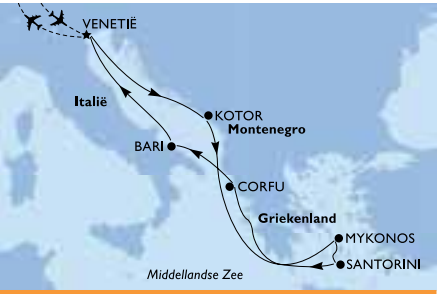 VENETIË
Italië
KOTOR
Montenegro
BARI
CORFU
Griekenland
MYKONOS
SANTORINI
Middellandse Zee